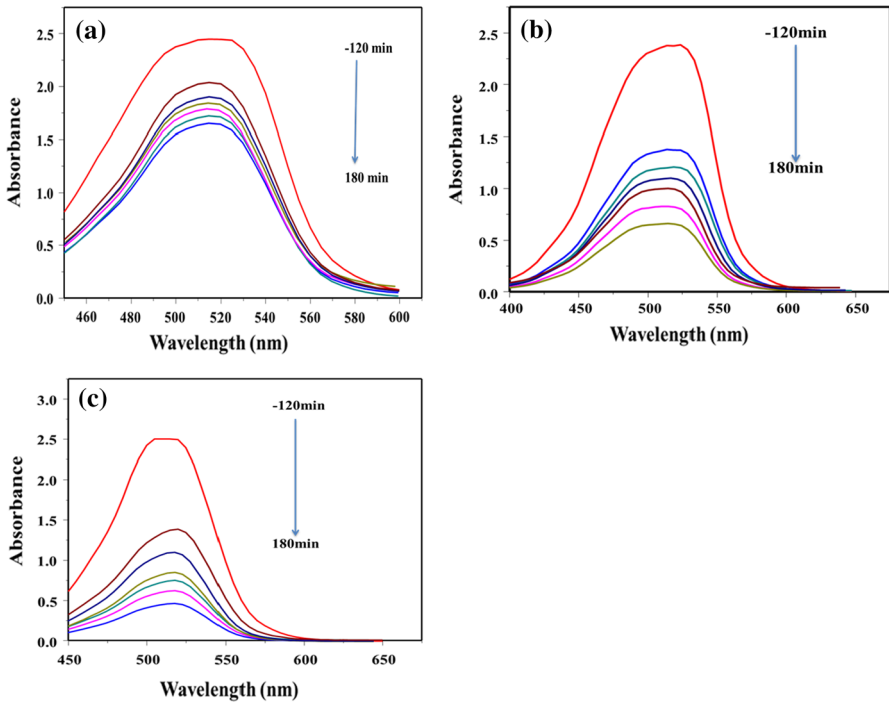 (a)
-120 min
180 min
Absorbance
2.5
2.0
1.5
1.0
0.5
0.0
460 480 500 520 540 560 580 600
Wavelength (nm)
(b)
-120min
180min
Absorbance
2.5
2.0
1.5
1.0
0.5
0.0
400 450 500 550 600 650
Wavelength (nm)
(c)
-120min
180min
Absorbance
3.0
2.5
2.0
1.5
1.0
0.5
0.0
450 500 550 600 650
Wavelength (nm)